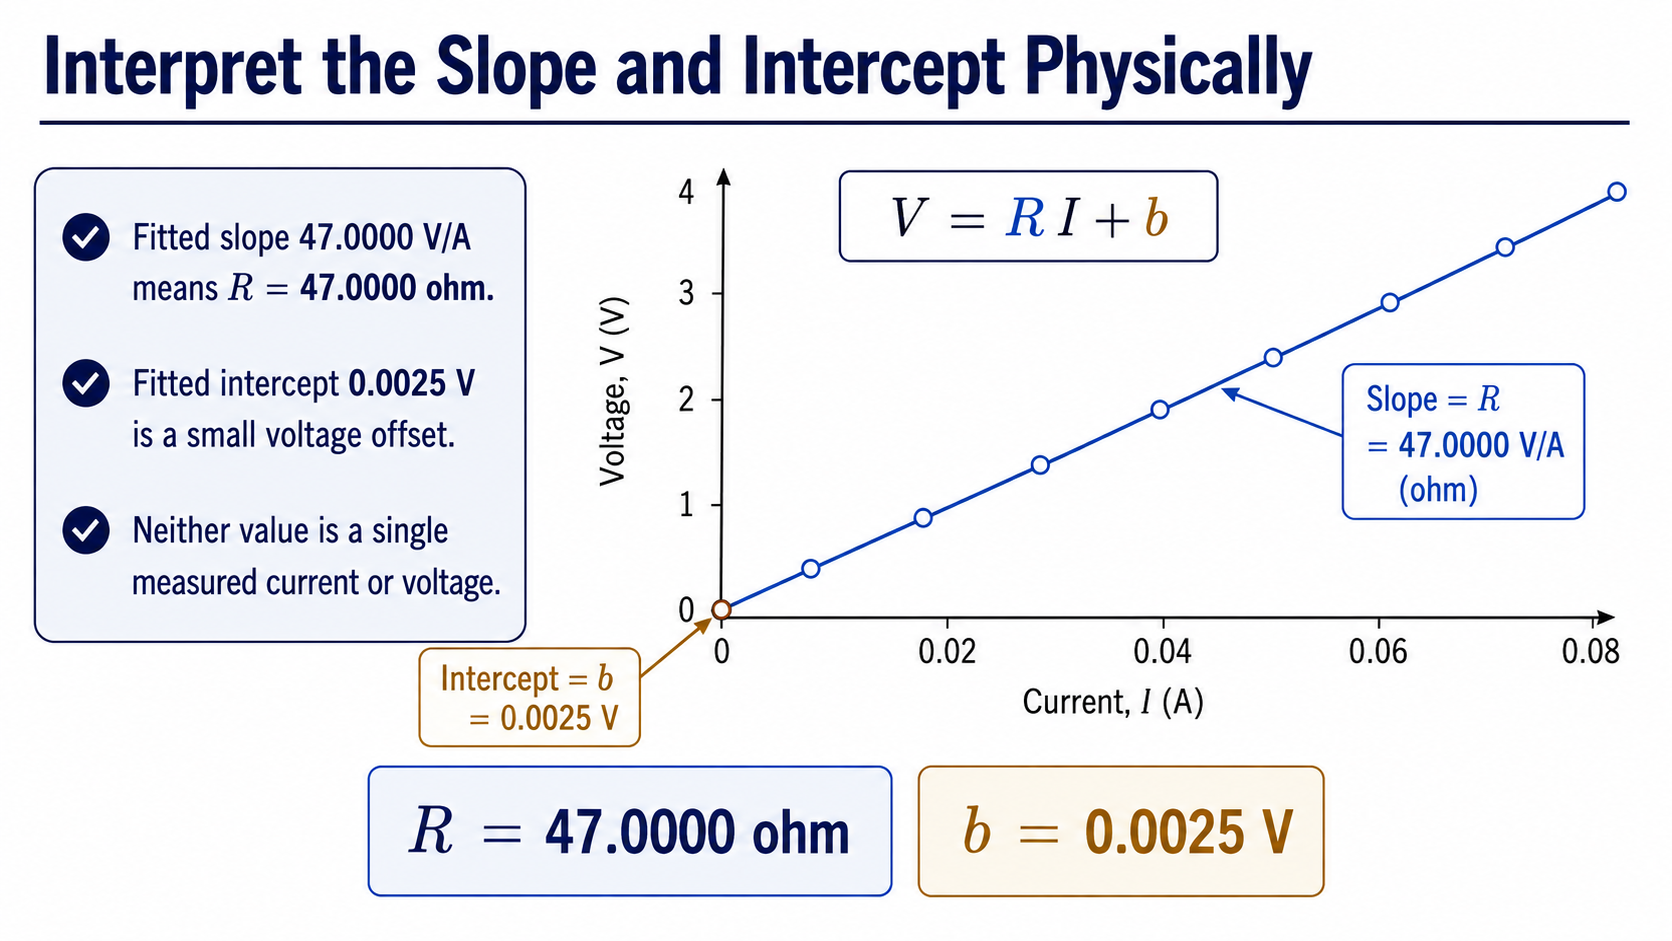 Interpret the Slope and Intercept Physically
Fitted slope 47.0000 V/A
means R = 47.0000 ohm.
Fitted intercept 0.0025 V
is a small voltage offset.
Neither value is a single
measured current or voltage.
V = R I + b
4
3
2
1
0
Voltage, V (V)
Slope = R
= 47.0000 V/A
(ohm)
0
0.02
0.04
0.06
0.08
Current, I (A)
Intercept = b
= 0.0025 V
R = 47.0000 ohm
b = 0.0025 V